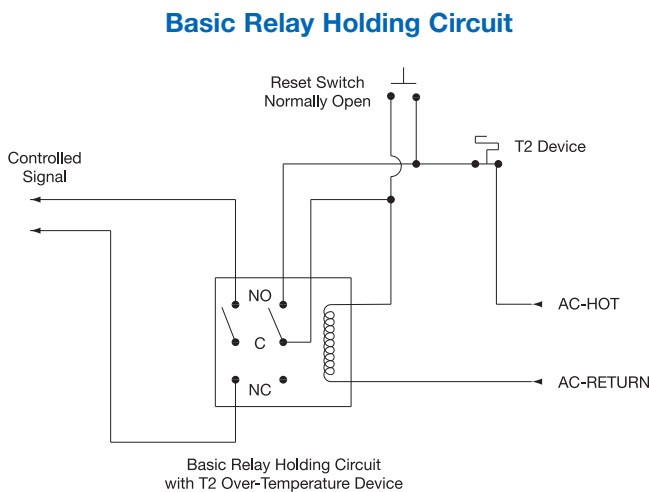 Basic Relay Holding Circuit
Reset Switch
Normally Open
T2 Device
Controlled
Signal
NO
C
NC
AC-HOT
AC-RETURN
Basic Relay Holding Circuit
with T2 Over-Temperature Device